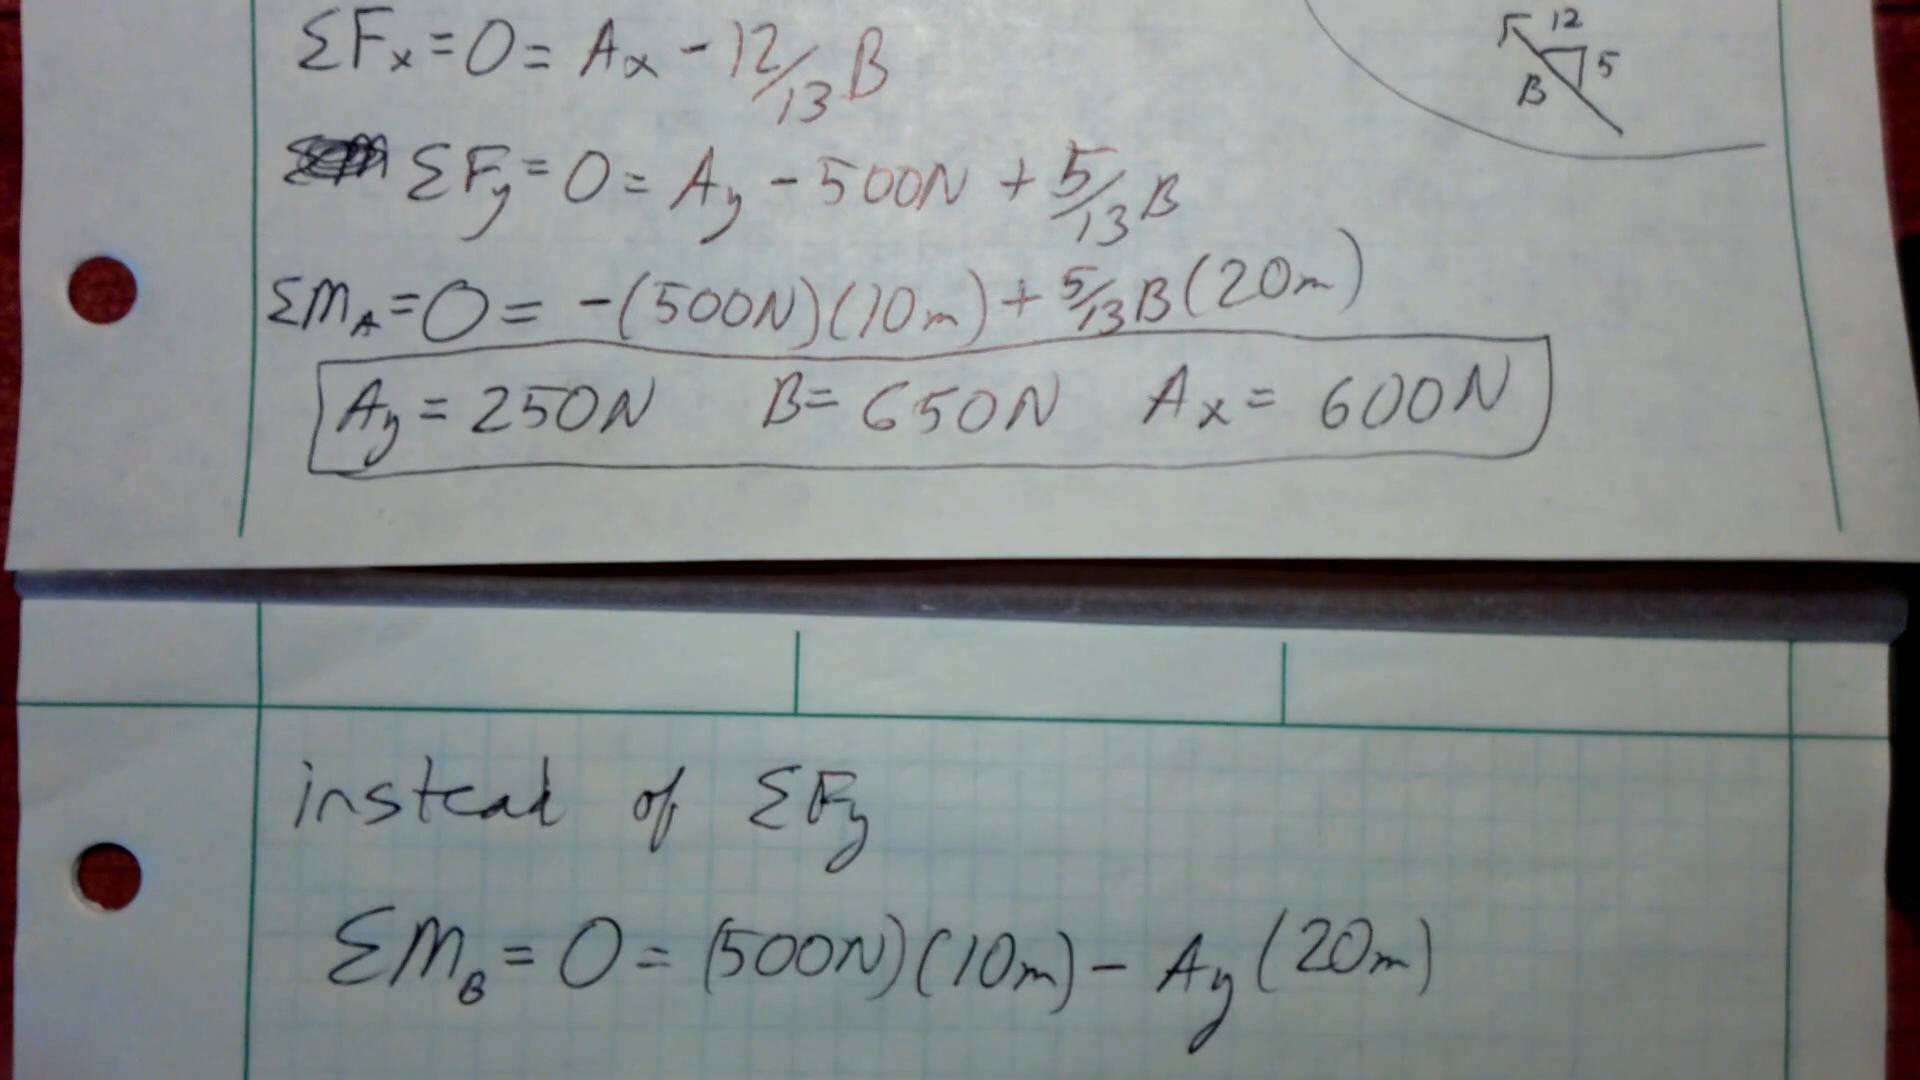 ΣFx = 0 = Ax - 12/13 B
12
5
B
ΣFy = 0 = Ay - 500N + 5/13 B
ΣMA = 0 = -(500N)(10m) + 5/13 B(20m)
Ay = 250N B = 650N Ax = 600N
instead of ΣFy
ΣMB = 0 = (500N)(10m) - Ay(20m)